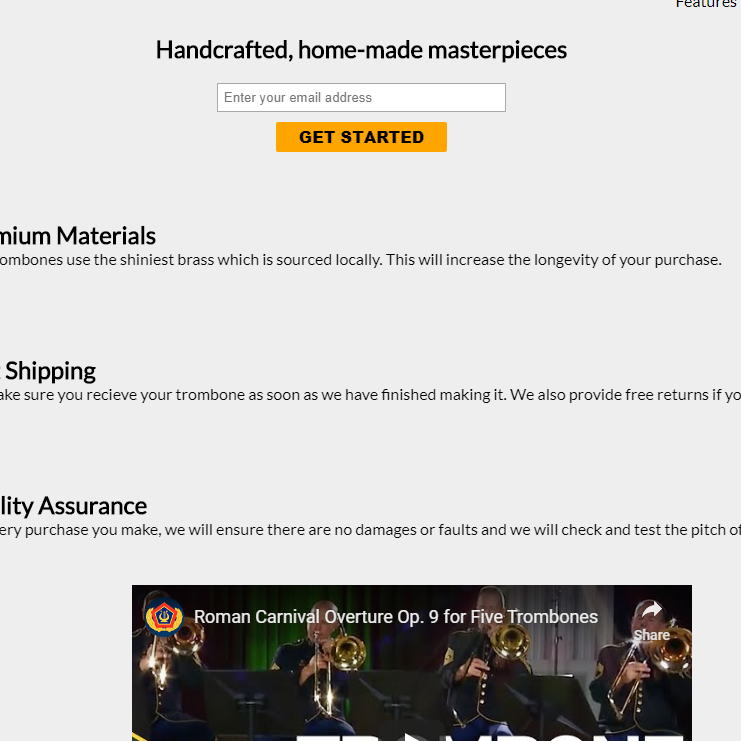 Features
Handcrafted, home-made masterpieces
Enter your email address
GET STARTED
mium Materials
ombones use the shiniest brass which is sourced locally. This will increase the longevity of your purchase.
Shipping
ake sure you recieve your trombone as soon as we have finished making it. We also provide free returns if yo
lity Assurance
ery purchase you make, we will ensure there are no damages or faults and we will check and test the pitch of
Roman Carnival Overture Op. 9 for Five Trombones
Share